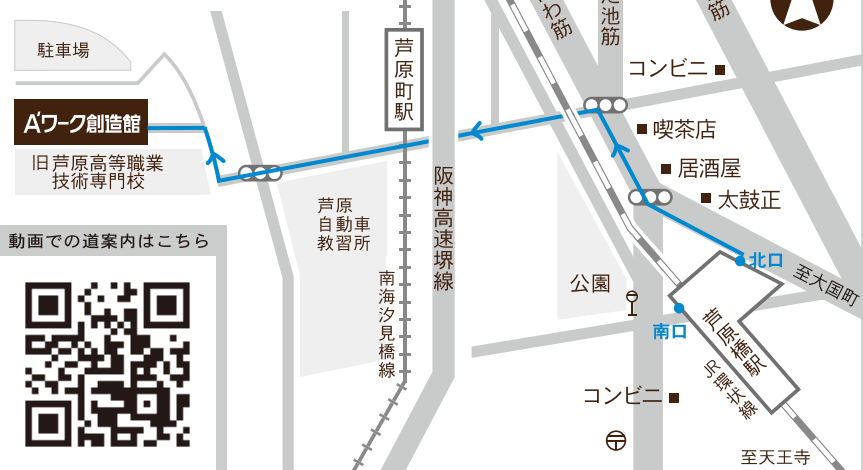 駐車場
A'ワーク創造館
旧芦原高等職業
技術専門校
動画での道案内はこちら
芦原町駅
芦原
自動車
教習所
南海汐見橋線
阪神高速堺線
わ筋
池筋
筋
コンビニ
喫茶店
居酒屋
太鼓正
北口
至大国町
公園
南口
芦原橋駅
JR環状線
コンビニ
至天王寺